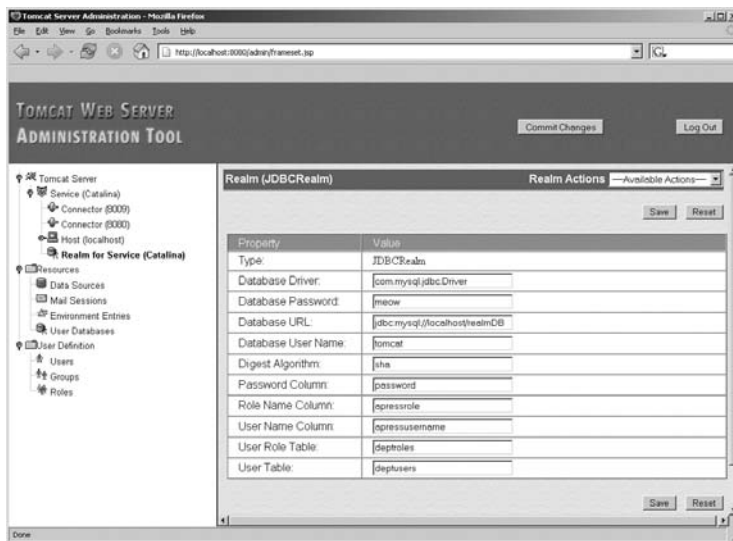 Tomcat Server Administration - Mozilla Firefox
File Edit View Go Bookmarks Tools Help
http://localhost:8080/admin/frameset.jsp
G
TOMCAT WEB SERVER
ADMINISTRATION TOOL
Commit Changes
Log Out
Tomcat Server
Service (Catalina)
Connector (8009)
Connector (8080)
Host (localhost)
Realm for Service (Catalina)
Resources
Data Sources
Mail Sessions
Environment Entries
User Databases
User Definition
Users
Groups
Roles
Realm (JDBCRealm)
Realm Actions ----Available Actions----
Save Reset
Property Value
Type: JDBCRealm
Database Driver: com.mysql.jdbc.Driver
Database Password: meow
Database URL: jdbc:mysql://localhost/realmDB
Database User Name: tomcat
Digest Algorithm: sha
Password Column: password
Role Name Column: apressrole
User Name Column: apressusername
User Role Table: deptroles
User Table: deptusers
Save Reset
Done